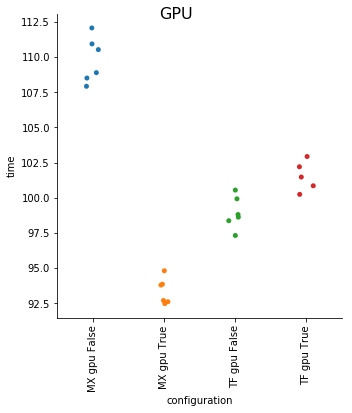 GPU
112.5
110.0
107.5
105.0
102.5
100.0
97.5
95.0
92.5
time
MX gpu False
MX gpu True
TF gpu False
TF gpu True
configuration